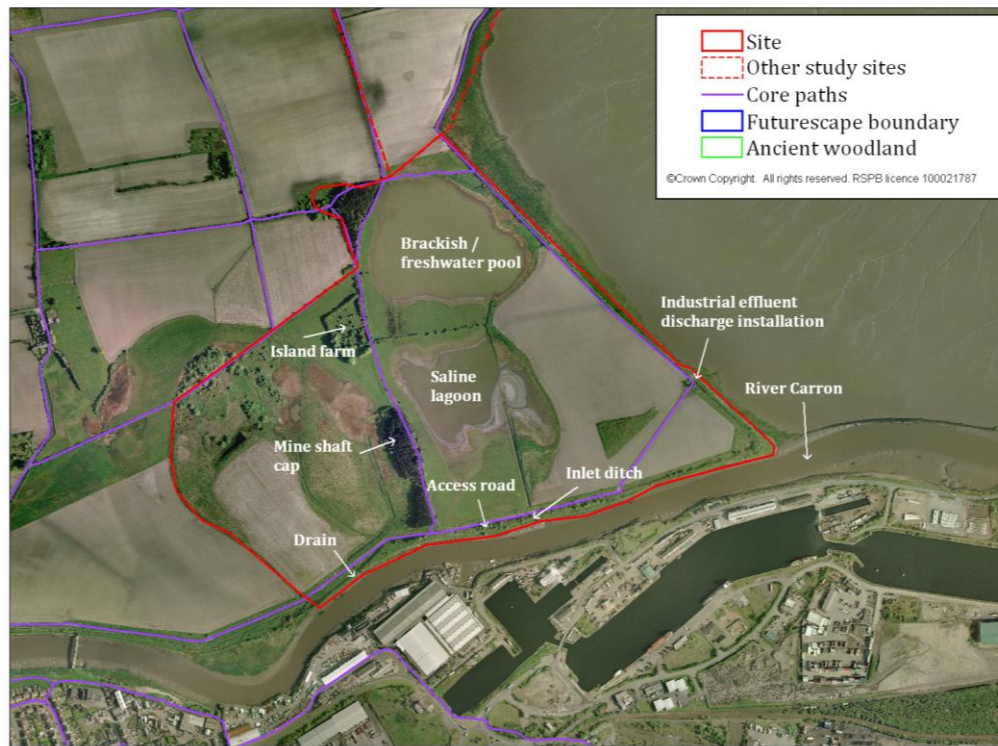 Site
Other study sites
Core paths
Futurescape boundary
Ancient woodland
©Crown Copyright. All rights reserved. RSPB licence 100021787
Brackish /
freshwater pool
Industrial effluent
discharge installation
Island farm
Saline
lagoon
River Carron
Mine shaft
cap
Access road
Inlet ditch
Drain